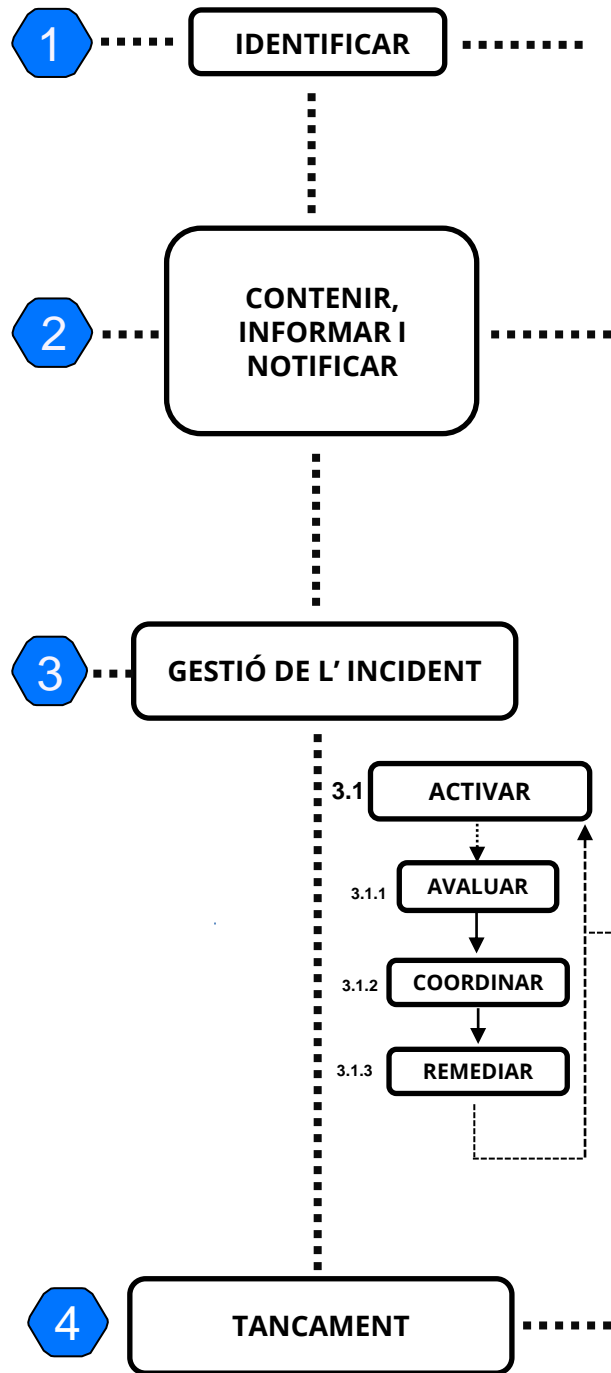 1
IDENTIFICAR
2
CONTENIR,
INFORMAR I
NOTIFICAR
3
GESTIÓ DE L’ INCIDENT
3.1
ACTIVAR
3.1.1
AVALUAR
3.1.2
COORDINAR
3.1.3
REMEDIAR
4
TANCAMENT